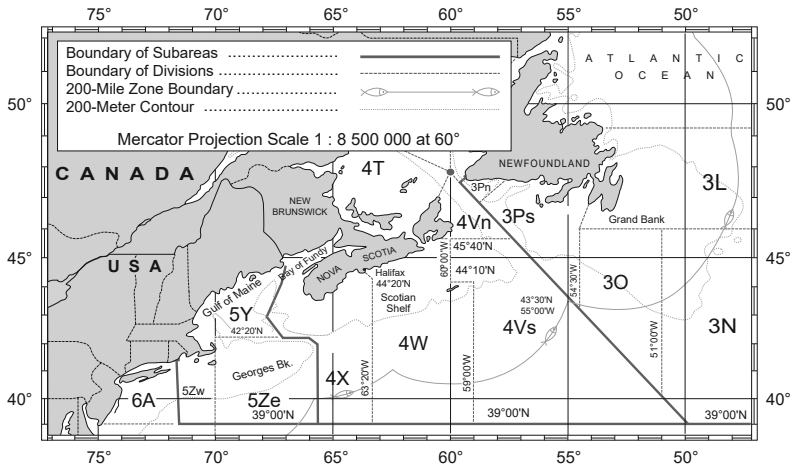 75° 70° 65° 60° 55° 50°
Boundary of Subareas
Boundary of Divisions
200-Mile Zone Boundary
200-Meter Contour
Mercator Projection Scale 1 : 8 500 000 at 60°
ATLANTIC
OCEAN
50° 50°
CANADA
4T
NEWFOUNDLAND
3Pn
3L
NEW
BRUNSWICK
4Vn
3Ps
Grand Bank
45°40'N
45° 45°
USA
Bay of Fundy
NOVA SCOTIA
60°00'W
Halifax
44°20'N
44°10'N
Gulf of Maine
Scotian
Shelf
54°30'W
3O
43°30'N
55°00'W
5Y
42°20'N
4W
4Vs
3N
51°00'W
Georges Bk.
4X
63°20'W
59°00'W
40° 40°
6A
5Zw
5Ze
39°00'N
39°00'N
39°00'N
75° 70° 65° 60° 55° 50°